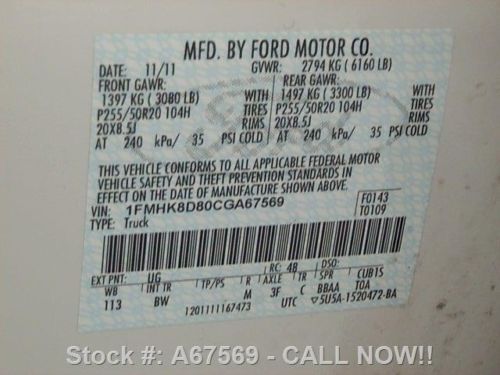 MFD. BY FORD MOTOR CO.
DATE: 11/11 GVWR: 2794 KG ( 6160 LB)
FRONT GAWR: REAR GAWR:
1397 KG ( 3080 LB) WITH 1497 KG ( 3300 LB) WITH
P255/50R20 104H TIRES P255/50R20 104H TIRES
20X8.5J RIMS 20X8.5J RIMS
AT 240 kPa/ 35 PSI COLD AT 240 kPa/ 35 PSI COLD
THIS VEHICLE CONFORMS TO ALL APPLICABLE FEDERAL MOTOR
VEHICLE SAFETY AND THEFT PREVENTION STANDARDS IN
EFFECT ON THE DATE OF MANUFACTURE SHOWN ABOVE.
VIN: 1FMHK8D80CGA67569 F0143
TYPE: Truck T0109
EXT PNT: UG RC: 48 DSO:
WB INT TR TP/PS R AXLE TR SPR CUB1S
113 BW M 3F C BBAA TOA
1201111167473 UTC ▽5U5A-1520472-BA
Stock #: A67569 - CALL NOW!!